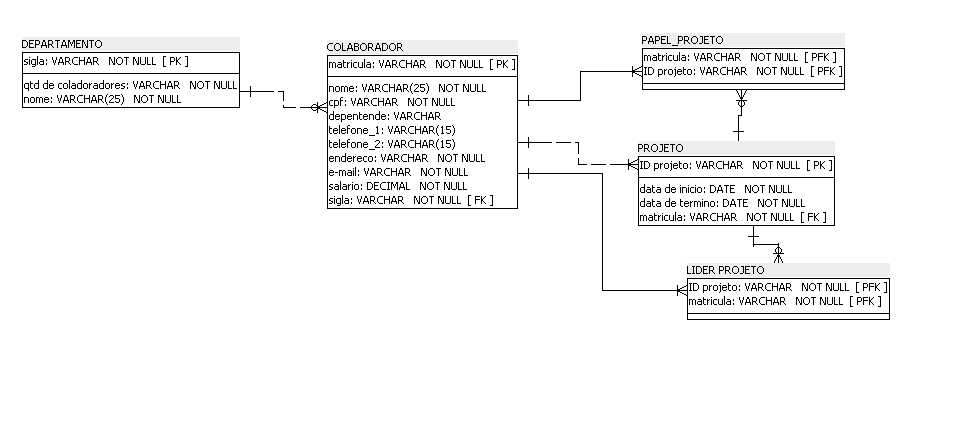 DEPARTAMENTO
sigla: VARCHAR NOT NULL [ PK ]
qtd de coladoradores: VARCHAR NOT NULL
nome: VARCHAR(25) NOT NULL
COLABORADOR
matricula: VARCHAR NOT NULL [ PK ]
nome: VARCHAR(25) NOT NULL
cpf: VARCHAR NOT NULL
depentende: VARCHAR
telefone_1: VARCHAR(15)
telefone_2: VARCHAR(15)
endereco: VARCHAR NOT NULL
e-mail: VARCHAR NOT NULL
salario: DECIMAL NOT NULL
sigla: VARCHAR NOT NULL [ FK ]
PAPEL_PROJETO
matricula: VARCHAR NOT NULL [ PFK ]
ID projeto: VARCHAR NOT NULL [ PFK ]
PROJETO
ID projeto: VARCHAR NOT NULL [ PK ]
data de inicio: DATE NOT NULL
data de termino: DATE NOT NULL
matricula: VARCHAR NOT NULL [ FK ]
LIDER PROJETO
ID projeto: VARCHAR NOT NULL [ PFK ]
matricula: VARCHAR NOT NULL [ PFK ]